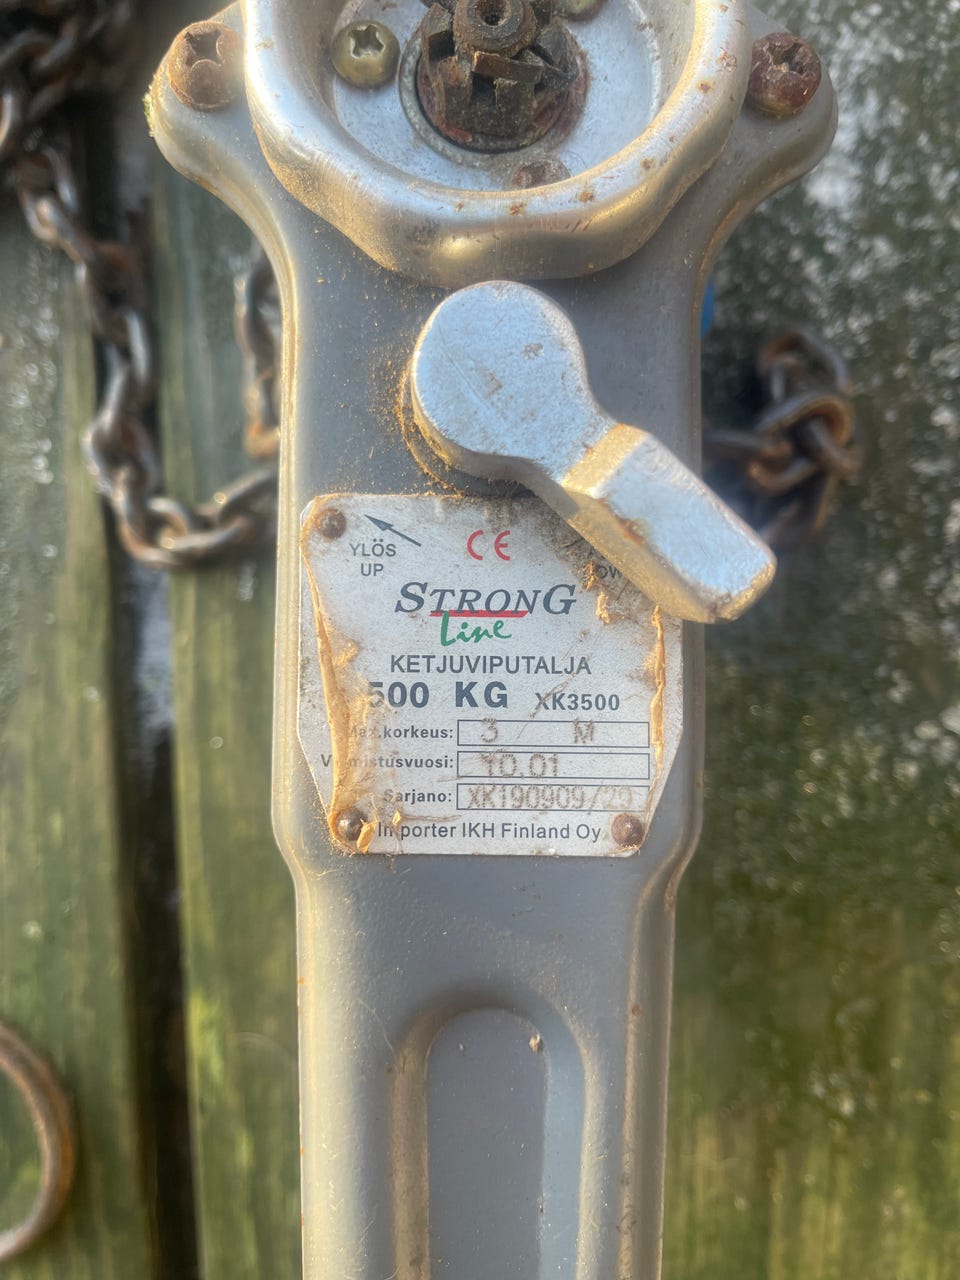 YLÖS
UP
CE
STRONG
Line
KETJUVIPUTALJA
500 KG XK3500
3 M
10.01
Sarjano: XK190909/20
Importer IKH Finland Oy